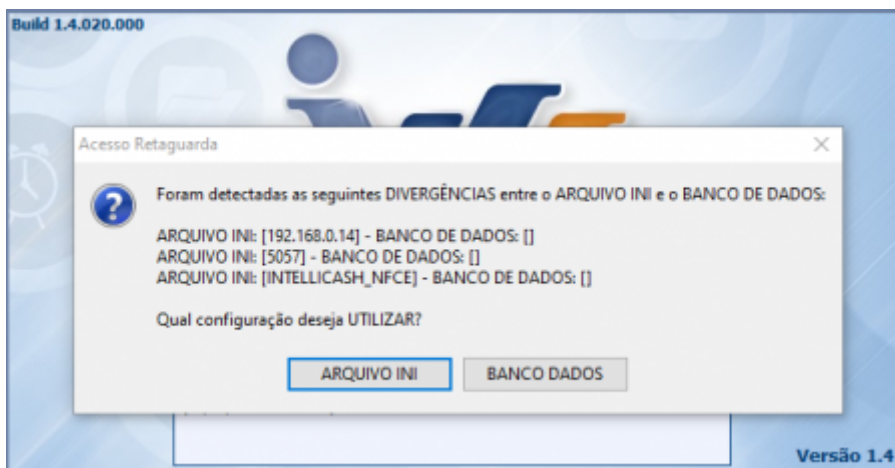 Build 1.4.020.000
Acesso Retaguarda
Foram detectadas as seguintes DIVERGÊNCIAS entre o ARQUIVO INI e o BANCO DE DADOS:
ARQUIVO INI: [192.168.0.14] - BANCO DE DADOS: []
ARQUIVO INI: [5057] - BANCO DE DADOS: []
ARQUIVO INI: [INTELLICASH_NFCE] - BANCO DE DADOS: []
Qual configuração deseja UTILIZAR?
ARQUIVO INI
BANCO DADOS
Versão 1.4